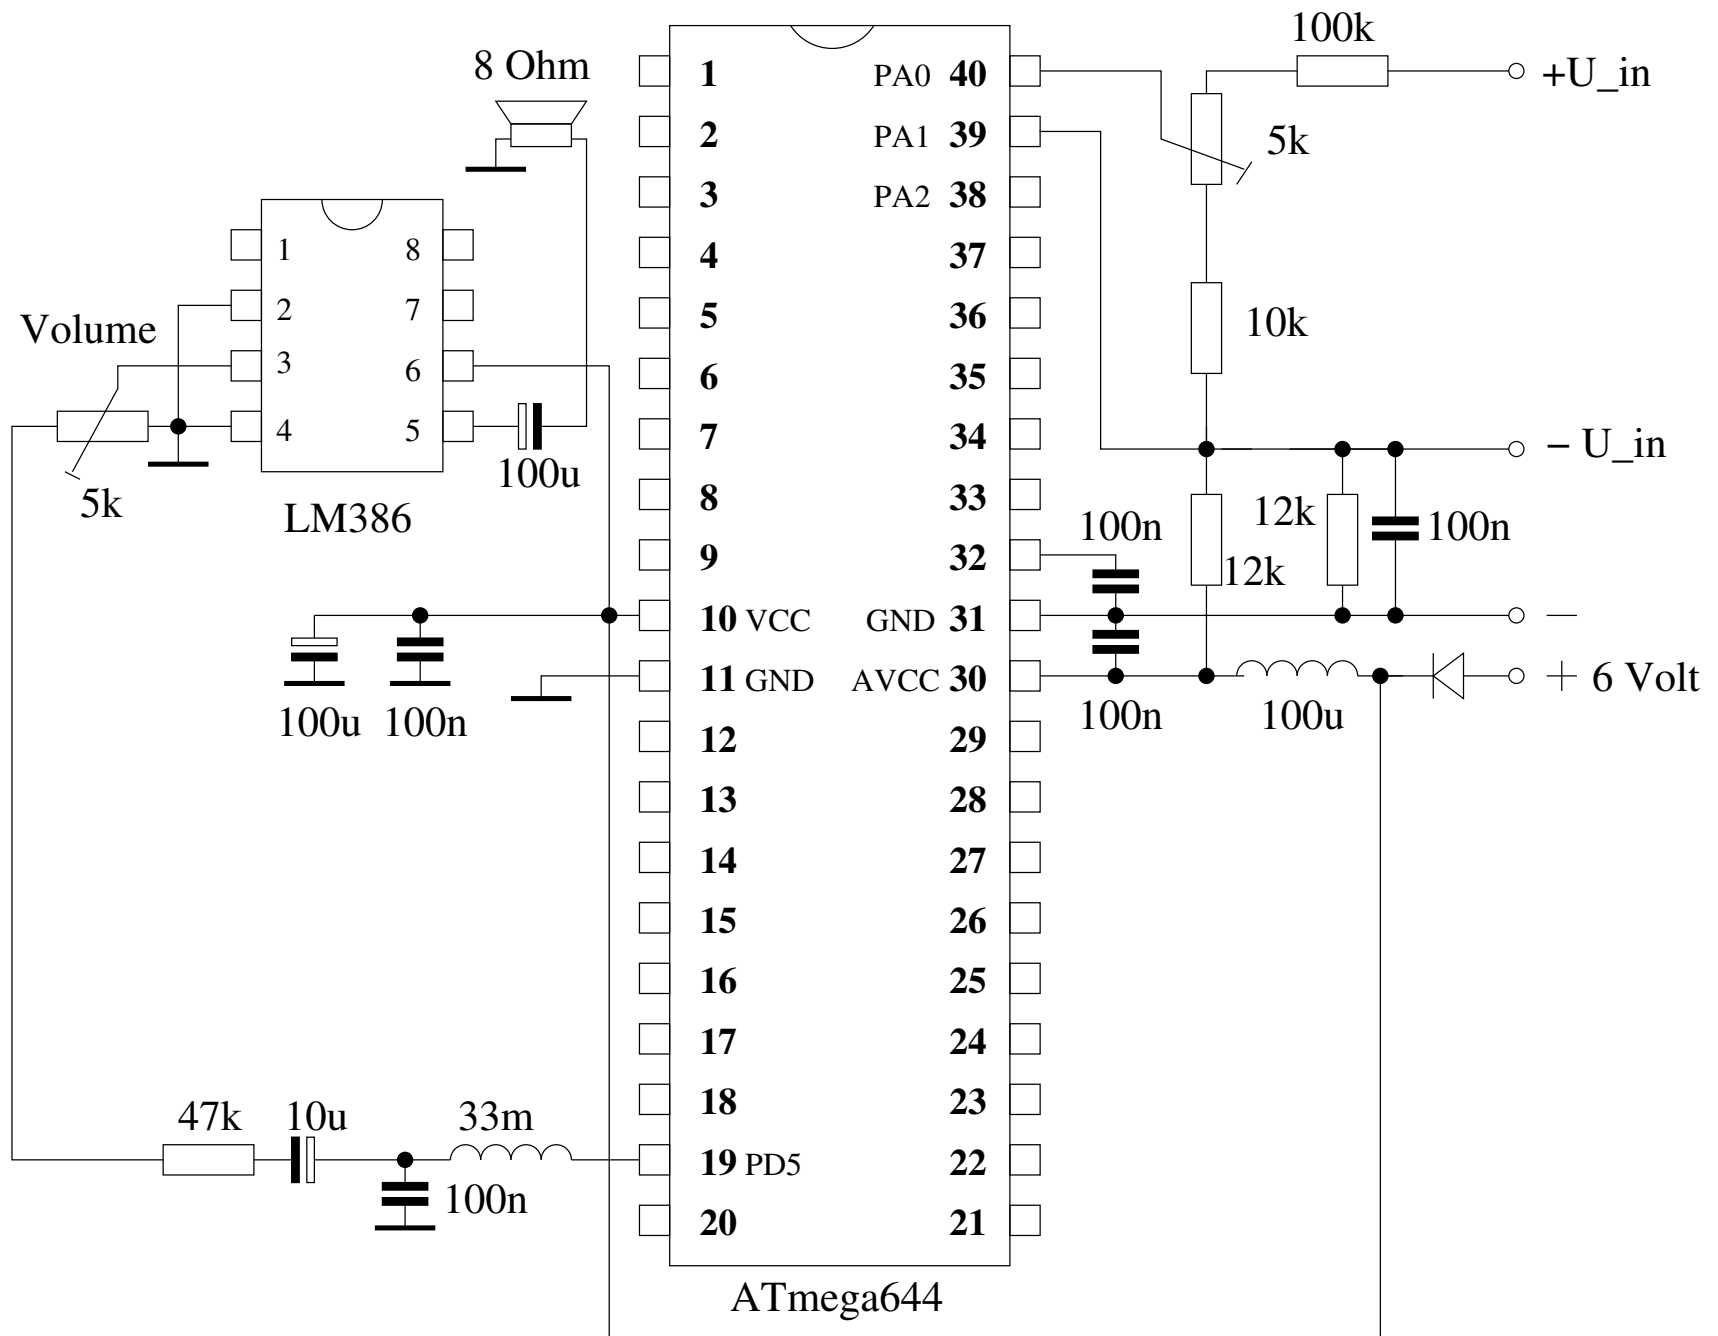 100k
+U_in
8 Ohm
1 PA0 40
5k
2 PA1 39
3 PA2 38
1 8
4 37
2 7
5 36
10k
Volume
3 6
6 35
4 5
7 34
− U_in
100u
5k
8 33
LM386
100n
12k
100n
9 32
12k
10 VCC GND 31
−
11 GND AVCC 30
+ 6 Volt
100u 100n
100n
100u
12 29
13 28
14 27
15 26
16 25
17 24
18 23
47k 10u 33m
19 PD5 22
100n
20 21
ATmega644